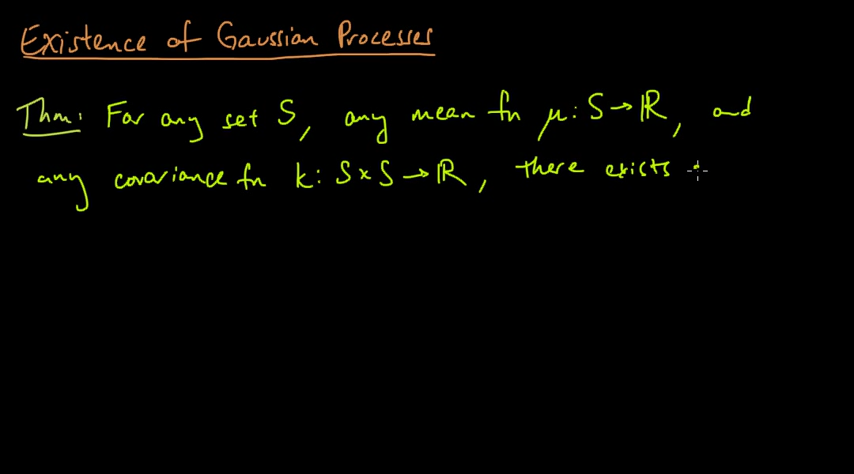 Existence of Gaussian Processes
Thm: For any set S, any mean fn μ: S→ℝ, and
any covariance fn k: S×S→ℝ, there exists